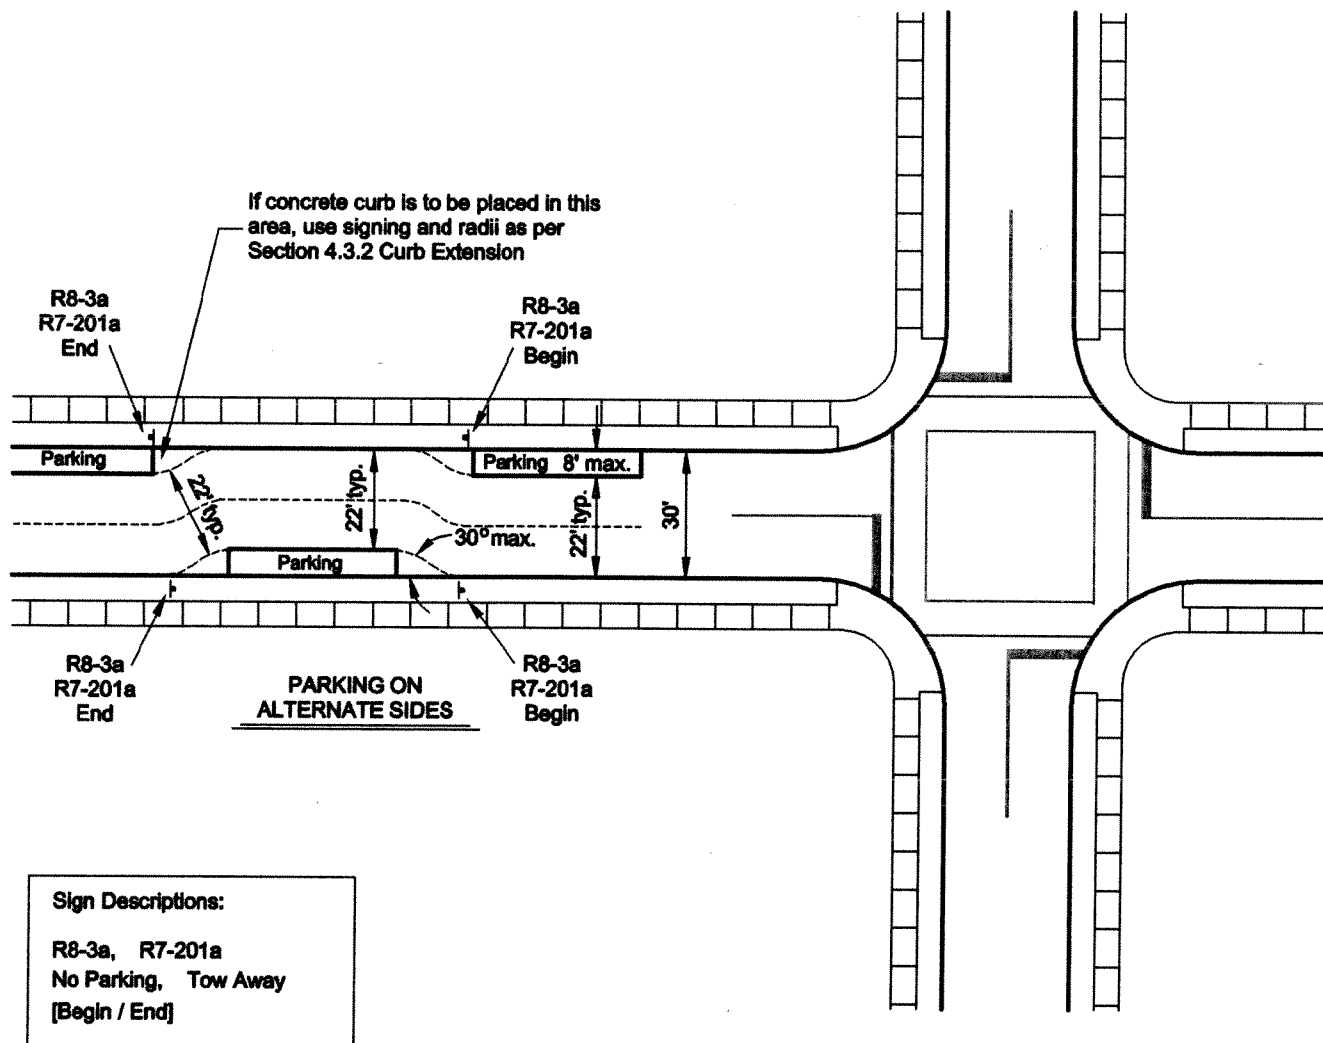 If concrete curb is to be placed in this
area, use signing and radii as per
Section 4.3.2 Curb Extension
R8-3a
R7-201a
End
R8-3a
R7-201a
Begin
Parking
Parking 8' max.
22' typ.
22' typ.
22' typ.
30'
30° max.
Parking
R8-3a
R7-201a
End
PARKING ON
ALTERNATE SIDES
R8-3a
R7-201a
Begin
Sign Descriptions:
R8-3a, R7-201a
No Parking, Tow Away
[Begin / End]